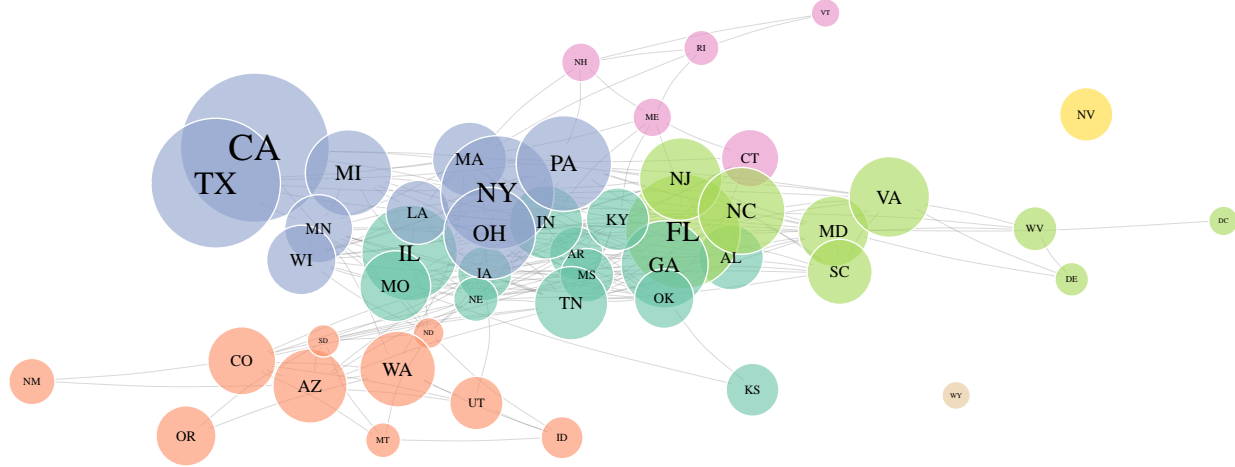 VT
RI
NH
NV
ME
CA
MA
CT
PA
MI
TX
NJ
NY
VA
NC
LA
KY
DC
IN
MN
WV
MD
FL
OH
IL
AR
AL
WI
GA
SC
IA
MS
DE
MO
OK
NE
TN
ND
SD
CO
WA
NM
AZ
KS
WY
UT
OR
ID
MT